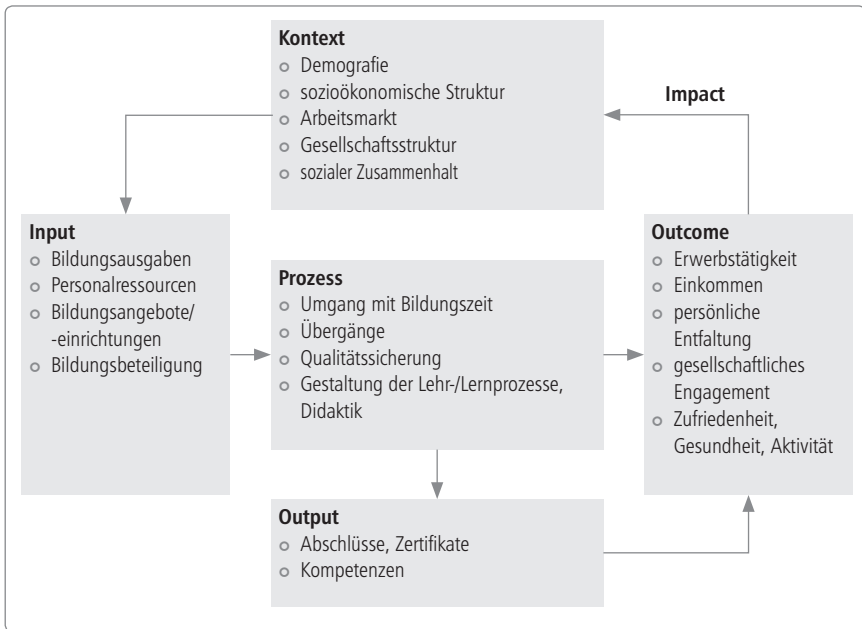 Kontext
Demografie
sozioökonomische Struktur
Arbeitsmarkt
Gesellschaftsstruktur
sozialer Zusammenhalt
Impact
Input
Bildungsausgaben
Personalressourcen
Bildungsangebote/
-einrichtungen
Bildungsbeteiligung
Prozess
Umgang mit Bildungszeit
Übergänge
Qualitätssicherung
Gestaltung der Lehr-/Lernprozesse,
Didaktik
Outcome
Erwerbstätigkeit
Einkommen
persönliche
Entfaltung
gesellschaftliches
Engagement
Zufriedenheit,
Gesundheit, Aktivität
Output
Abschlüsse, Zertifikate
Kompetenzen